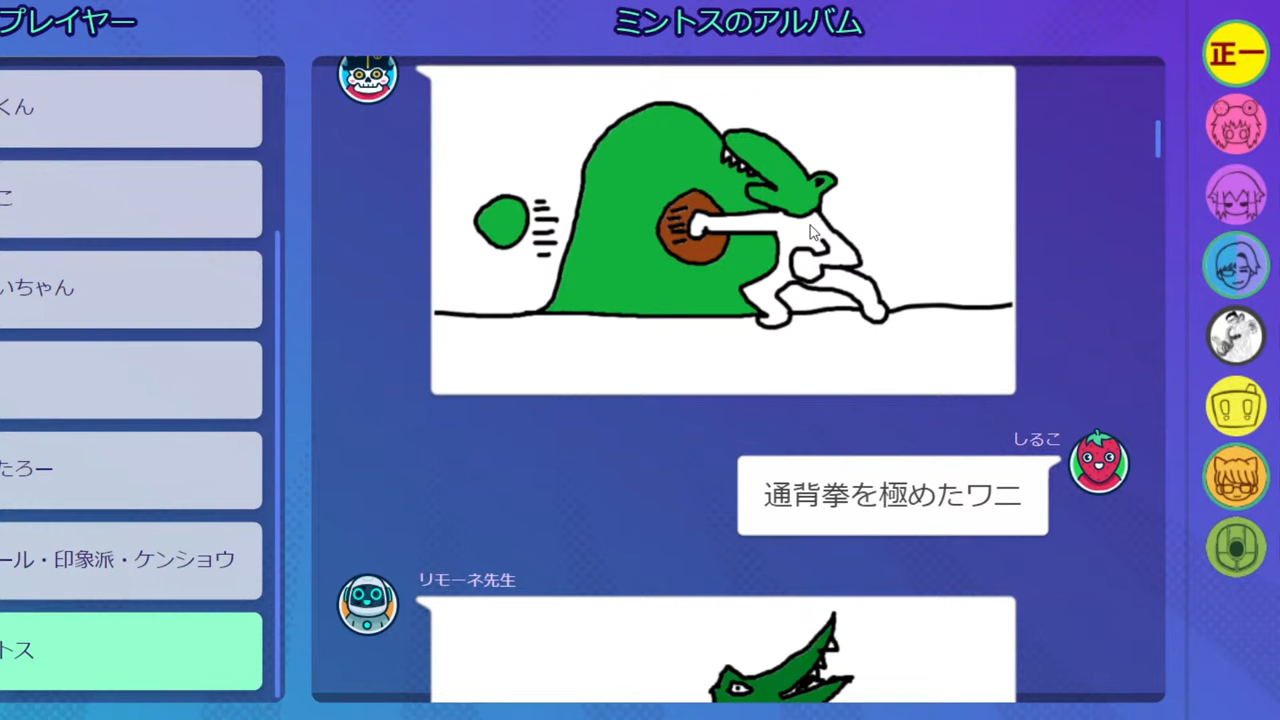 プレイヤー
ミントスのアルバム
正一
くん
こ
いちゃん
たろー
ール・印象派・ケンショウ
トス
しるこ
通背拳を極めたワニ
リモーネ先生